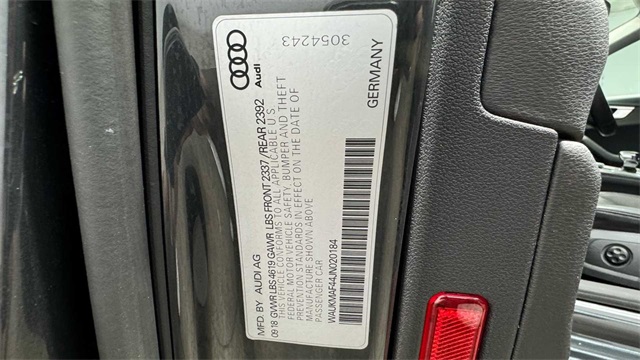 Audi
3054243
MFD. BY AUDI AG
GERMANY
09 18 GVWR LBS 4619 GAWR LBS FRONT 2337/REAR 2392
THIS VEHICLE CONFORMS TO ALL APPLICABLE U S
FEDERAL MOTOR VEHICLE SAFETY, BUMPER AND THEFT
PREVENTION STANDARDS IN EFFECT ON THE DATE OF
MANUFACTURE SHOWN ABOVE
PASSENGER CAR
WAUKMAF44JN020184